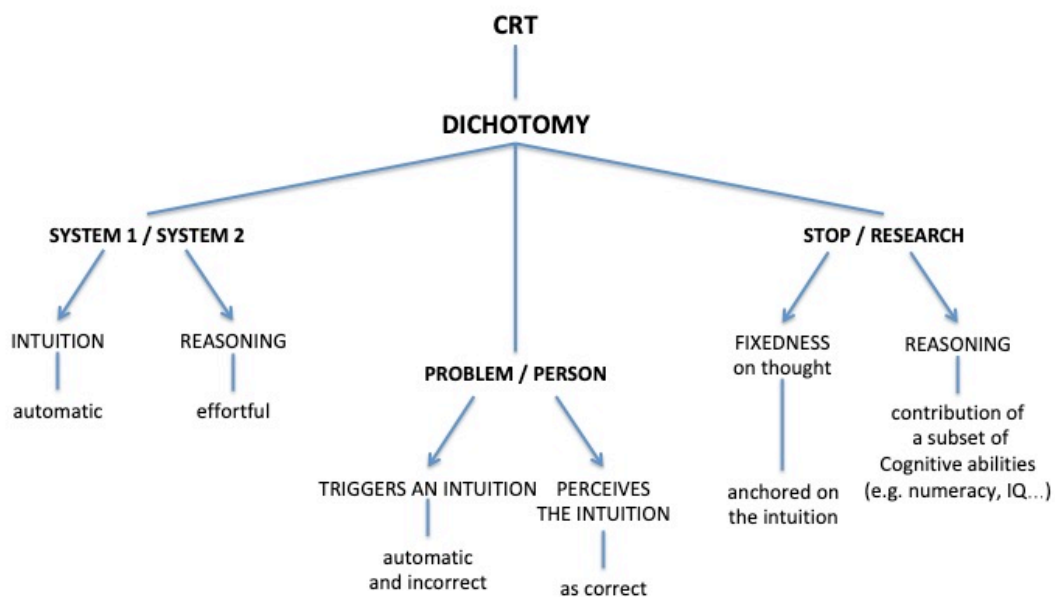 CRT
DICHOTOMY
SYSTEM 1 / SYSTEM 2
INTUITION
automatic
REASONING
effortful
PROBLEM / PERSON
TRIGGERS AN INTUITION
automatic
and incorrect
PERCEIVES
THE INTUITION
as correct
STOP / RESEARCH
FIXEDNESS
on thought
anchored on
the intuition
REASONING
contribution of
a subset of
Cognitive abilities
(e.g. numeracy, IQ...)